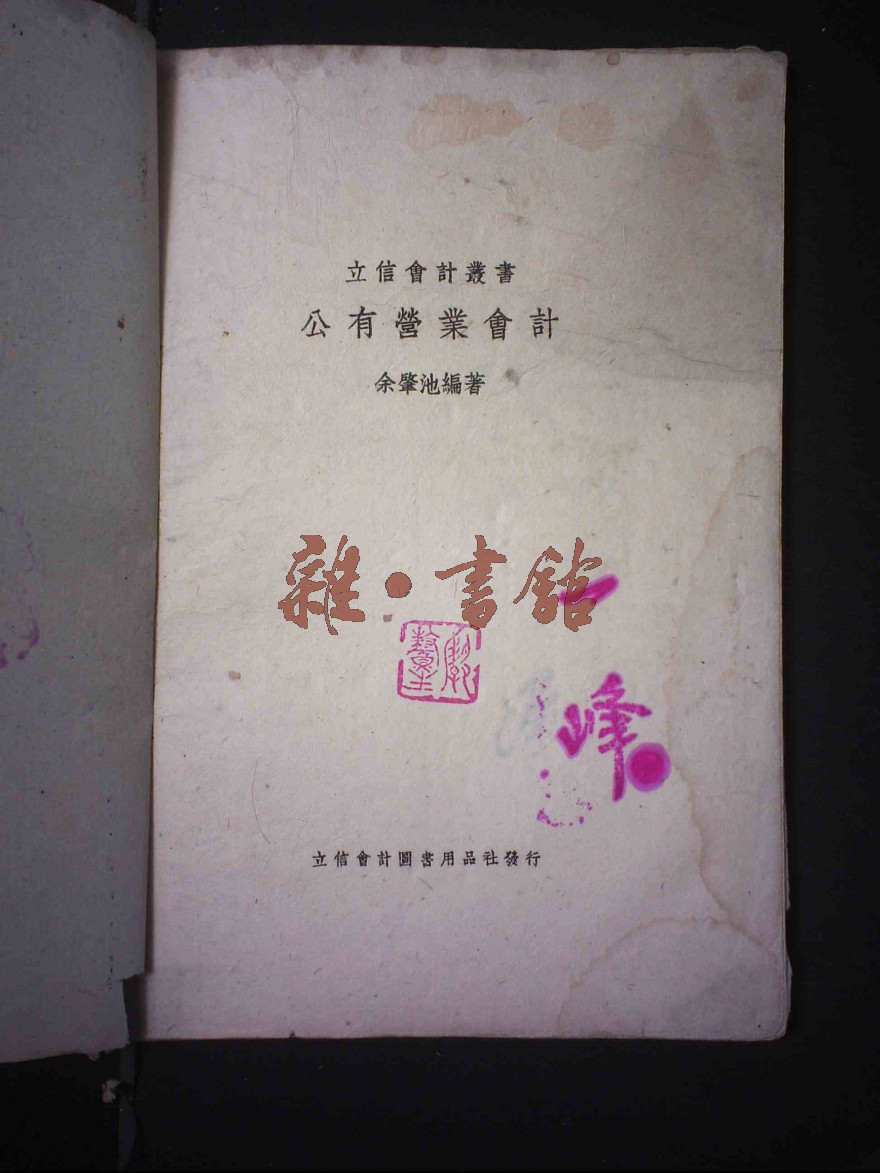 立信會計叢書
公有營業會計
余肇池編著
雜·書館
峰
立信會計圖書用品社發行